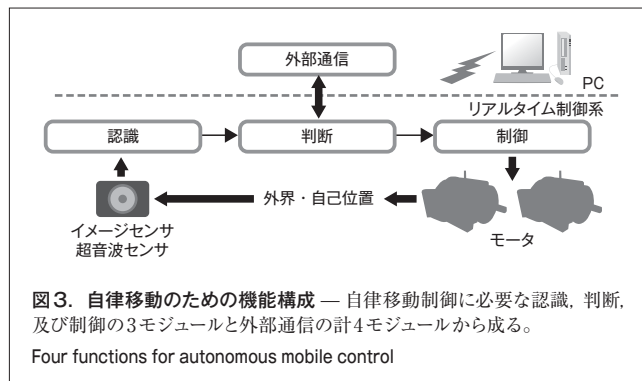 外部通信
PC
リアルタイム制御系
認識
判断
制御
外界・自己位置
イメージセンサ
超音波センサ
モータ
図3. 自律移動のための機能構成 — 自律移動制御に必要な認識, 判断,
及び制御の3モジュールと外部通信の計4モジュールから成る。
Four functions for autonomous mobile control